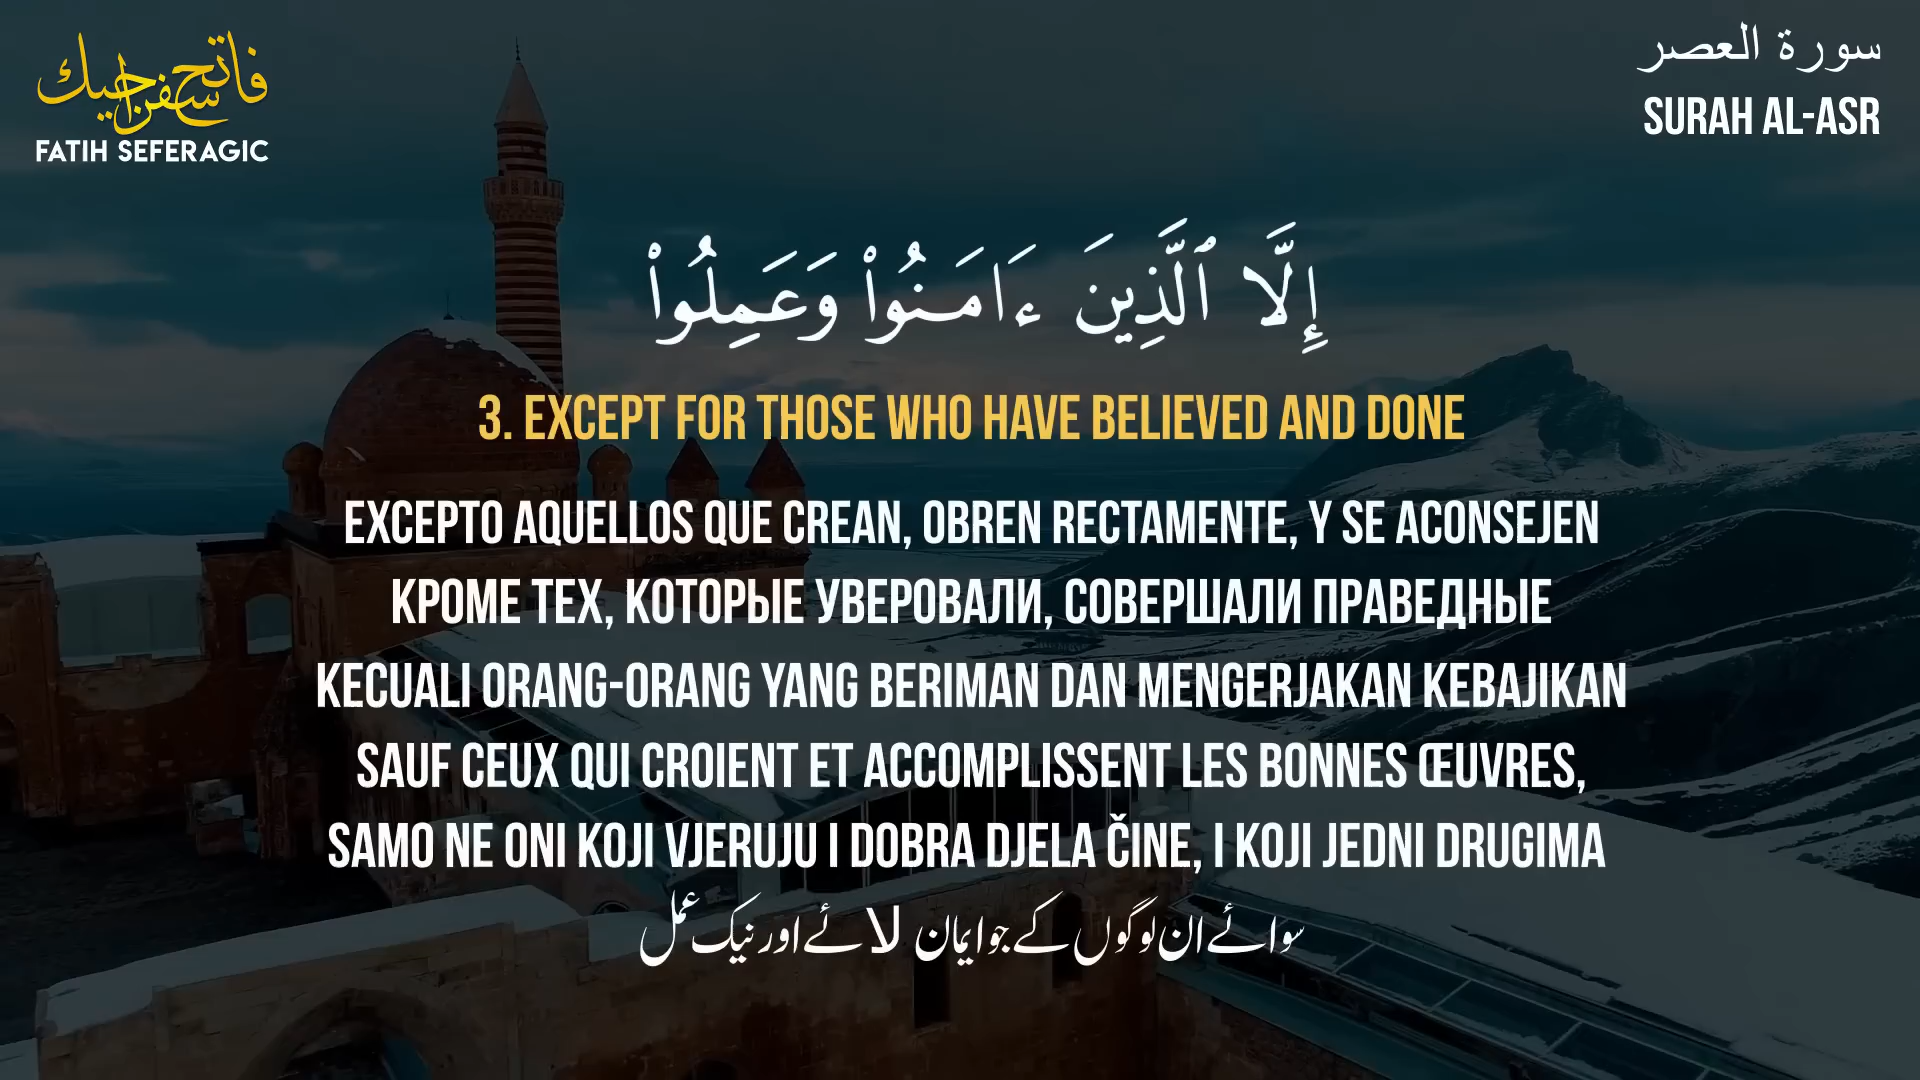 فاتح سفراجيك
FATIH SEFERAGIC
سورة العصر
SURAH AL-ASR
إِلَّا ٱلَّذِينَ ءَامَنُوا۟ وَعَمِلُوا۟
3. EXCEPT FOR THOSE WHO HAVE BELIEVED AND DONE
EXCEPTO AQUELLOS QUE CREAN, OBREN RECTAMENTE, Y SE ACONSEJEN
КРОМЕ ТЕХ, КОТОРЫЕ УВЕРОВАЛИ, СОВЕРШАЛИ ПРАВЕДНЫЕ
KECUALI ORANG-ORANG YANG BERIMAN DAN MENGERJAKAN KEBAJIKAN
SAUF CEUX QUI CROIENT ET ACCOMPLISSENT LES BONNES ŒUVRES,
SAMO NE ONI KOJI VJERUJU I DOBRA DJELA ČINE, I KOJI JEDNI DRUGIMA
سوائے ان لوگوں کے جو ایمان لائے اور نیک عمل